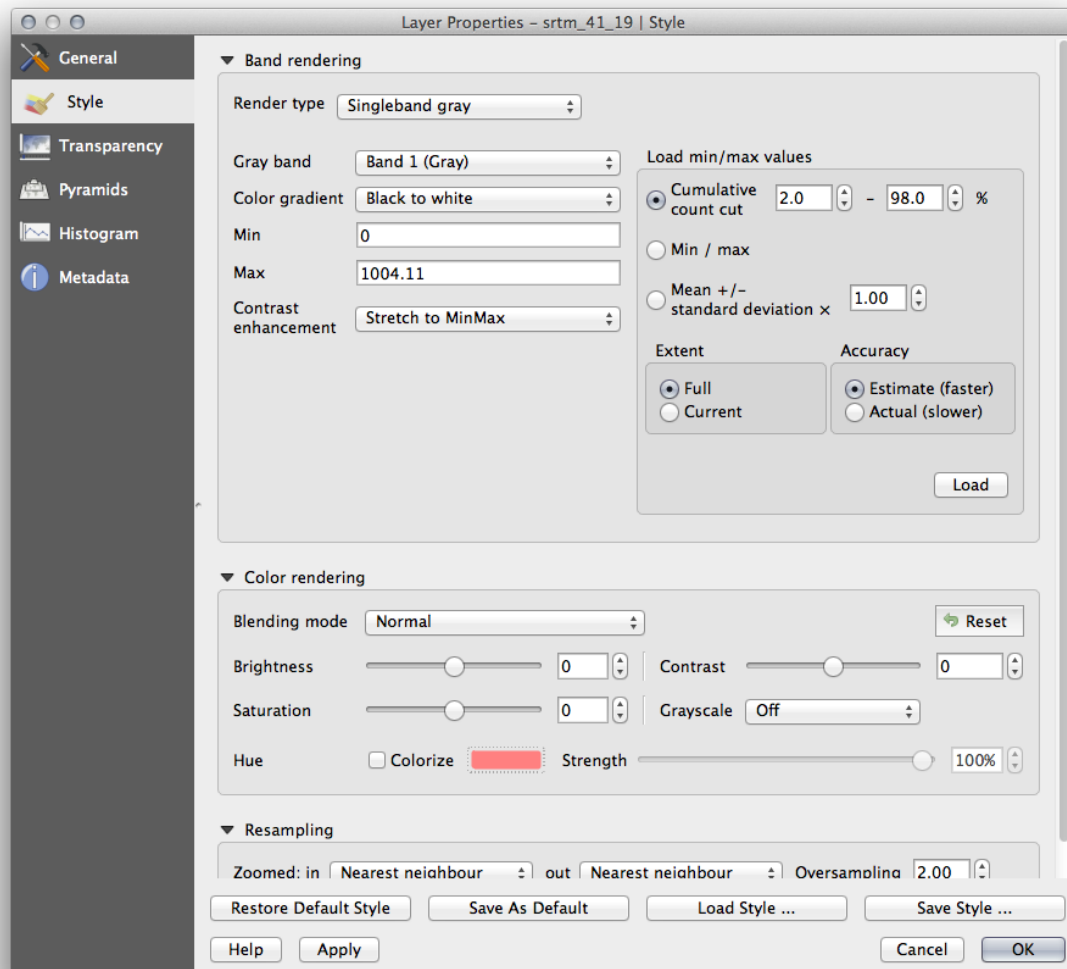 Layer Properties – srtm_41_19 | Style
General
Style
Transparency
Pyramids
Histogram
Metadata
Band rendering
Render type Singleband gray
Gray band Band 1 (Gray)
Color gradient Black to white
Min 0
Max 1004.11
Contrast
enhancement Stretch to MinMax
Load min/max values
Cumulative
count cut 2.0 – 98.0 %
Min / max
Mean +/–
standard deviation × 1.00
Extent
Full
Current
Accuracy
Estimate (faster)
Actual (slower)
Load
Color rendering
Blending mode Normal Reset
Brightness 0 Contrast 0
Saturation 0 Grayscale Off
Hue Colorize Strength 100%
Resampling
Zoomed: in Nearest neighbour out Nearest neighbour Oversampling 2.00
Restore Default Style Save As Default Load Style ... Save Style ...
Help Apply Cancel OK